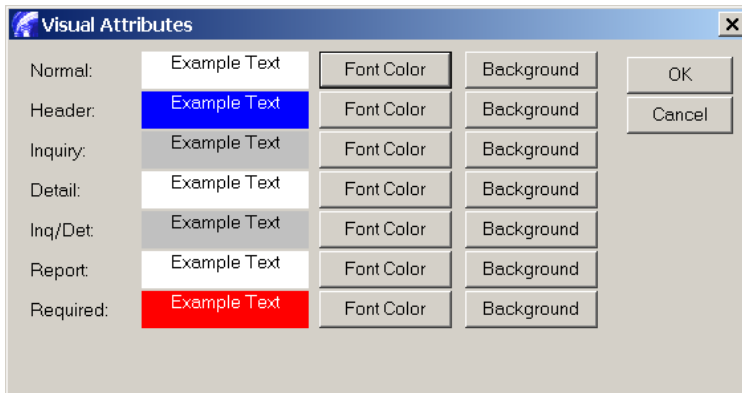 Visual Attributes
Normal: Example Text Font Color Background OK
Header: Example Text Font Color Background Cancel
Inquiry: Example Text Font Color Background
Detail: Example Text Font Color Background
Inq/Det: Example Text Font Color Background
Report: Example Text Font Color Background
Required: Example Text Font Color Background